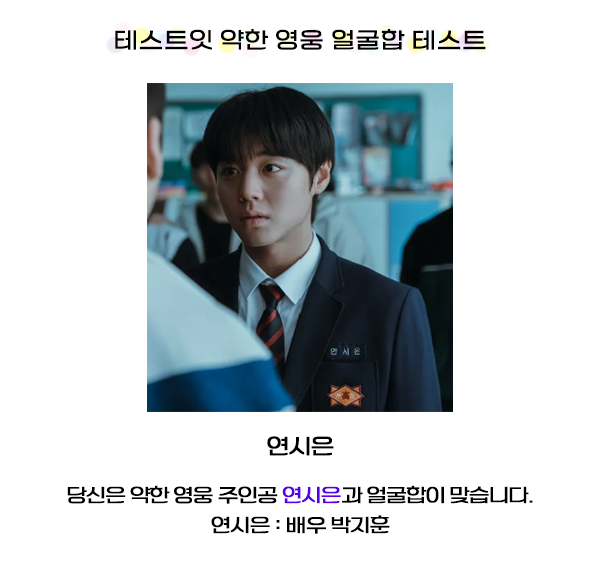 테스트잇 약한 영웅 얼굴합 테스트
연시은
연시은
당신은 약한 영웅 주인공 연시은과 얼굴합이 맞습니다.
연시은 : 배우 박지훈